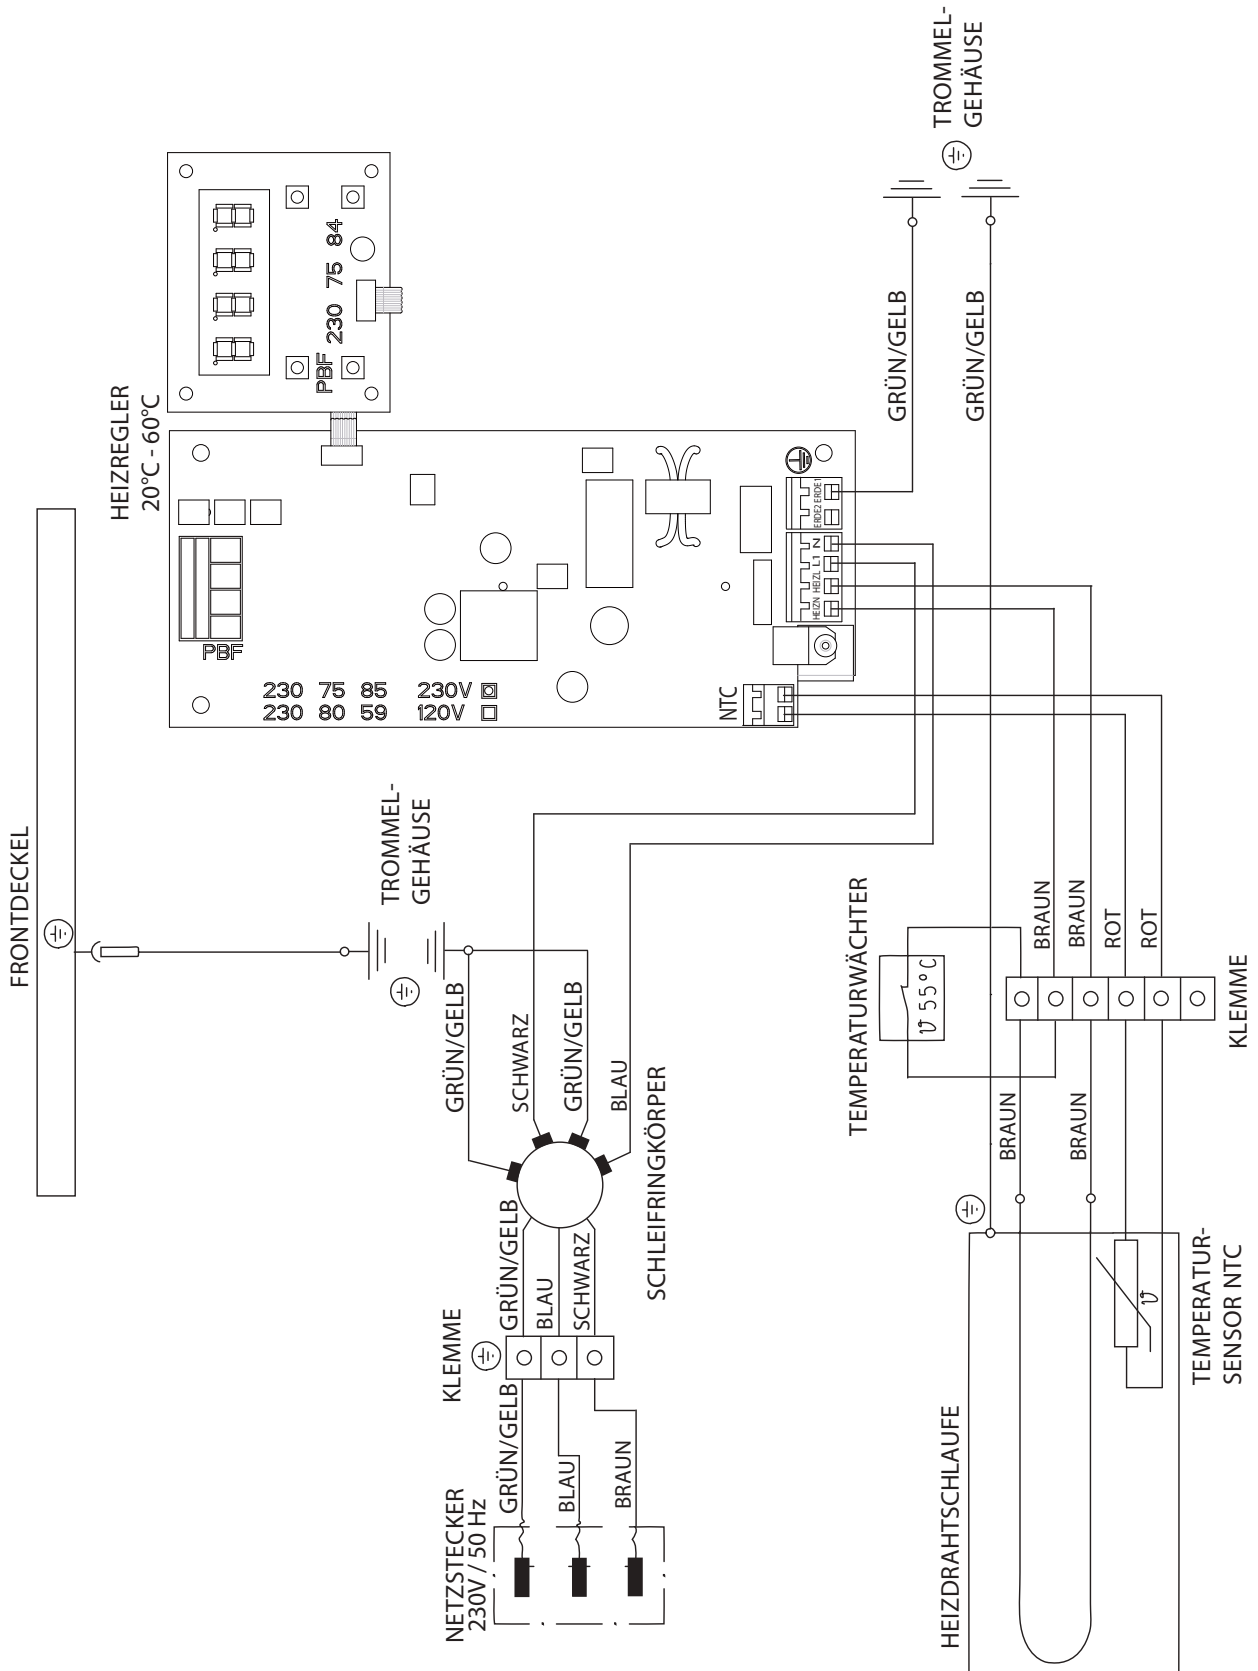 FRONTDECKEL
HEIZREGLER
20°C - 60°C
PBF
230 75 84
PBF
230 75 85 230V
230 80 59 120V
NTC
HEIZN
HEIZL
L1
N
ERDE2
ERDE1
TROMMEL-
GEHÄUSE
GRÜN/GELB
GRÜN/GELB
TROMMEL-
GEHÄUSE
GRÜN/GELB
SCHWARZ
GRÜN/GELB
BLAU
SCHLEIFRINGKÖRPER
GRÜN/GELB
BLAU
SCHWARZ
KLEMME
GRÜN/GELB
BLAU
BRAUN
NETZSTECKER
230V / 50 Hz
TEMPERATURWÄCHTER
ϑ 55°C
BRAUN
BRAUN
ROT
ROT
KLEMME
BRAUN
BRAUN
HEIZDRAHTSCHLAUFE
ϑ
TEMPERATUR-
SENSOR NTC